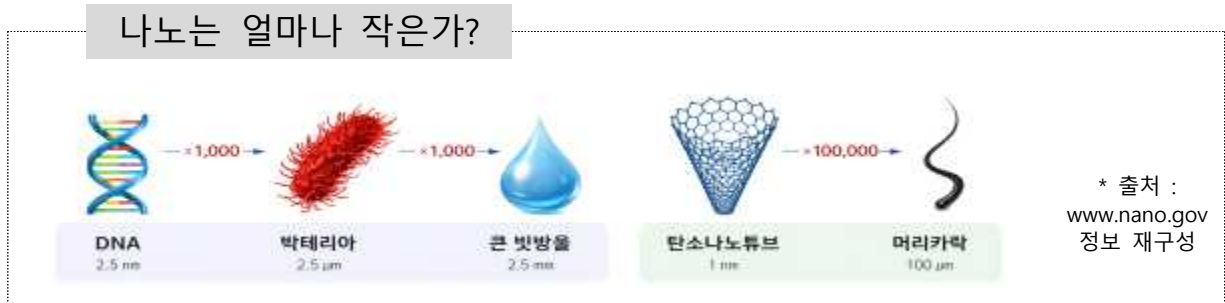 나노는 얼마나 작은가?
×1,000
×1,000
×100,000
DNA
2.5 nm
박테리아
2.5 μm
큰 빗방울
2.5 mm
탄소나노튜브
1 nm
머리카락
100 μm
* 출처 :
www.nano.gov
정보 재구성